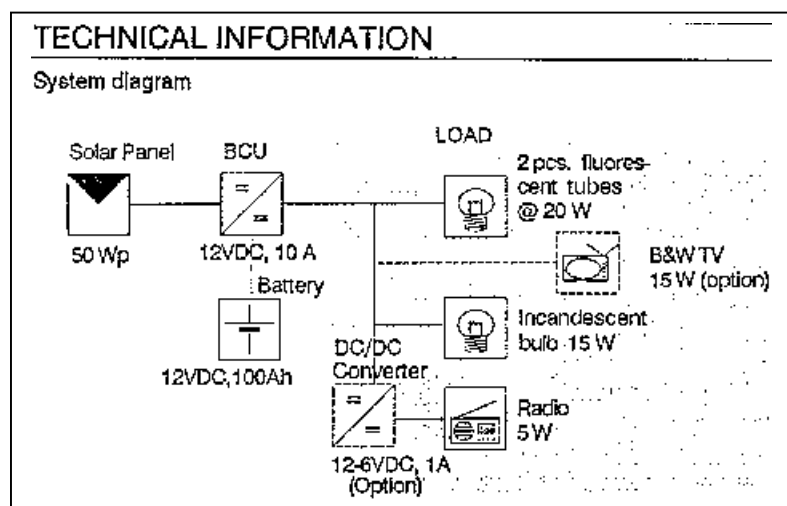 TECHNICAL INFORMATION
System diagram
LOAD
Solar Panel
BCU
2 pcs. fluores-
cent tubes
@ 20 W
50 Wp
12VDC, 10 A
B&W TV
15 W (option)
Battery
12VDC,100Ah
Incandescent
bulb 15 W
DC/DC
Converter
Radio
5 W
12-6VDC, 1A
(Option)